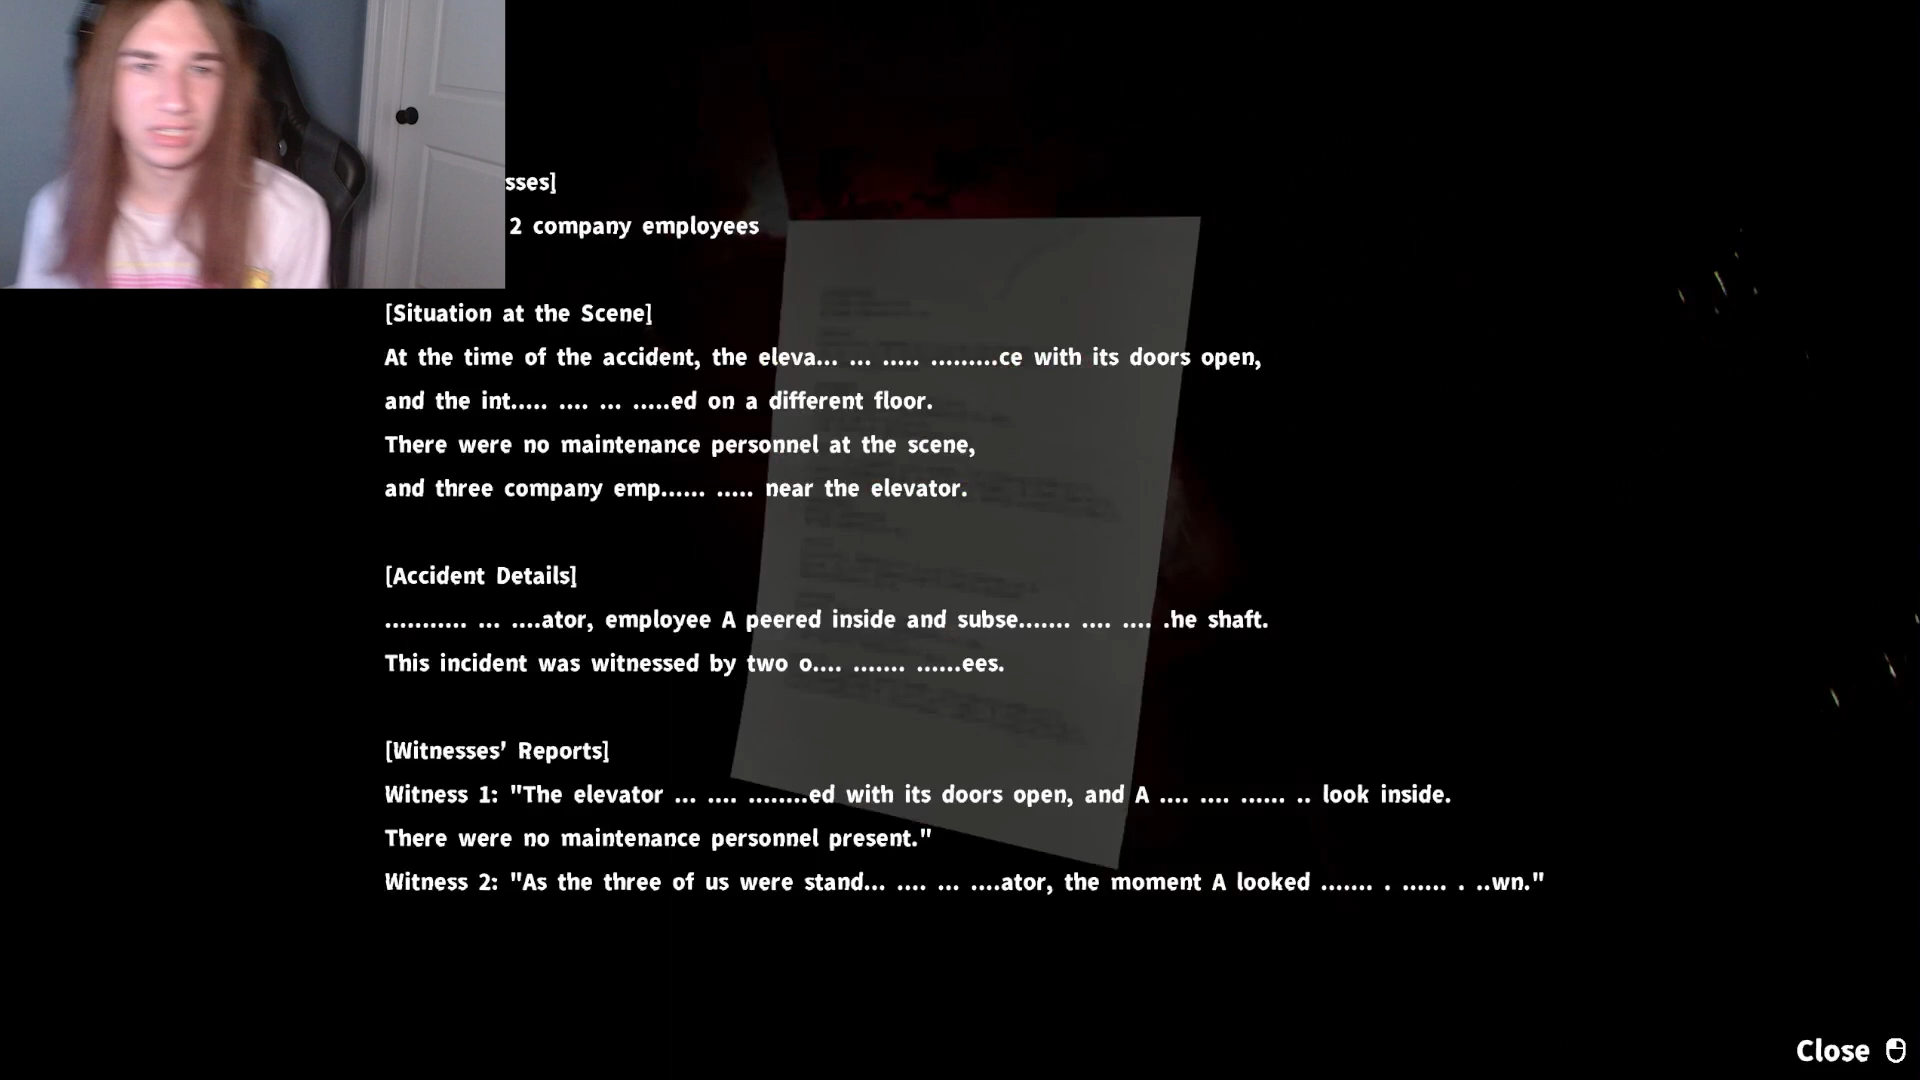 sses]
2 company employees
[Situation at the Scene]
At the time of the accident, the eleva... ... ..... .........ce with its doors open,
and the int..... .... ... .....ed on a different floor.
There were no maintenance personnel at the scene,
and three company emp...... ..... near the elevator.
[Accident Details]
........... ... ....ator, employee A peered inside and subse....... .... .... .he shaft.
This incident was witnessed by two o.... ....... ......ees.
[Witnesses’ Reports]
Witness 1: "The elevator ... .... ........ed with its doors open, and A .... .... ...... .. look inside.
There were no maintenance personnel present."
Witness 2: "As the three of us were stand... .... ... ....ator, the moment A looked ....... . ...... . ..wn."
Close